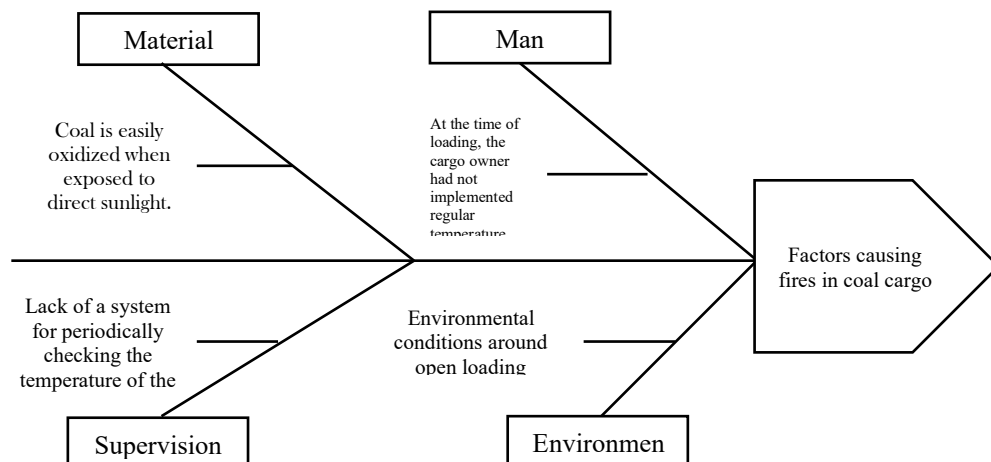 Material
Man
Coal is easily
oxidized when
exposed to
direct sunlight.
At the time of
loading, the
cargo owner
had not
implemented
regular
temperature
Factors causing
fires in coal cargo
Lack of a system
for periodically
checking the
temperature of the
Environmental
conditions around
open loading
Supervision
Environmen